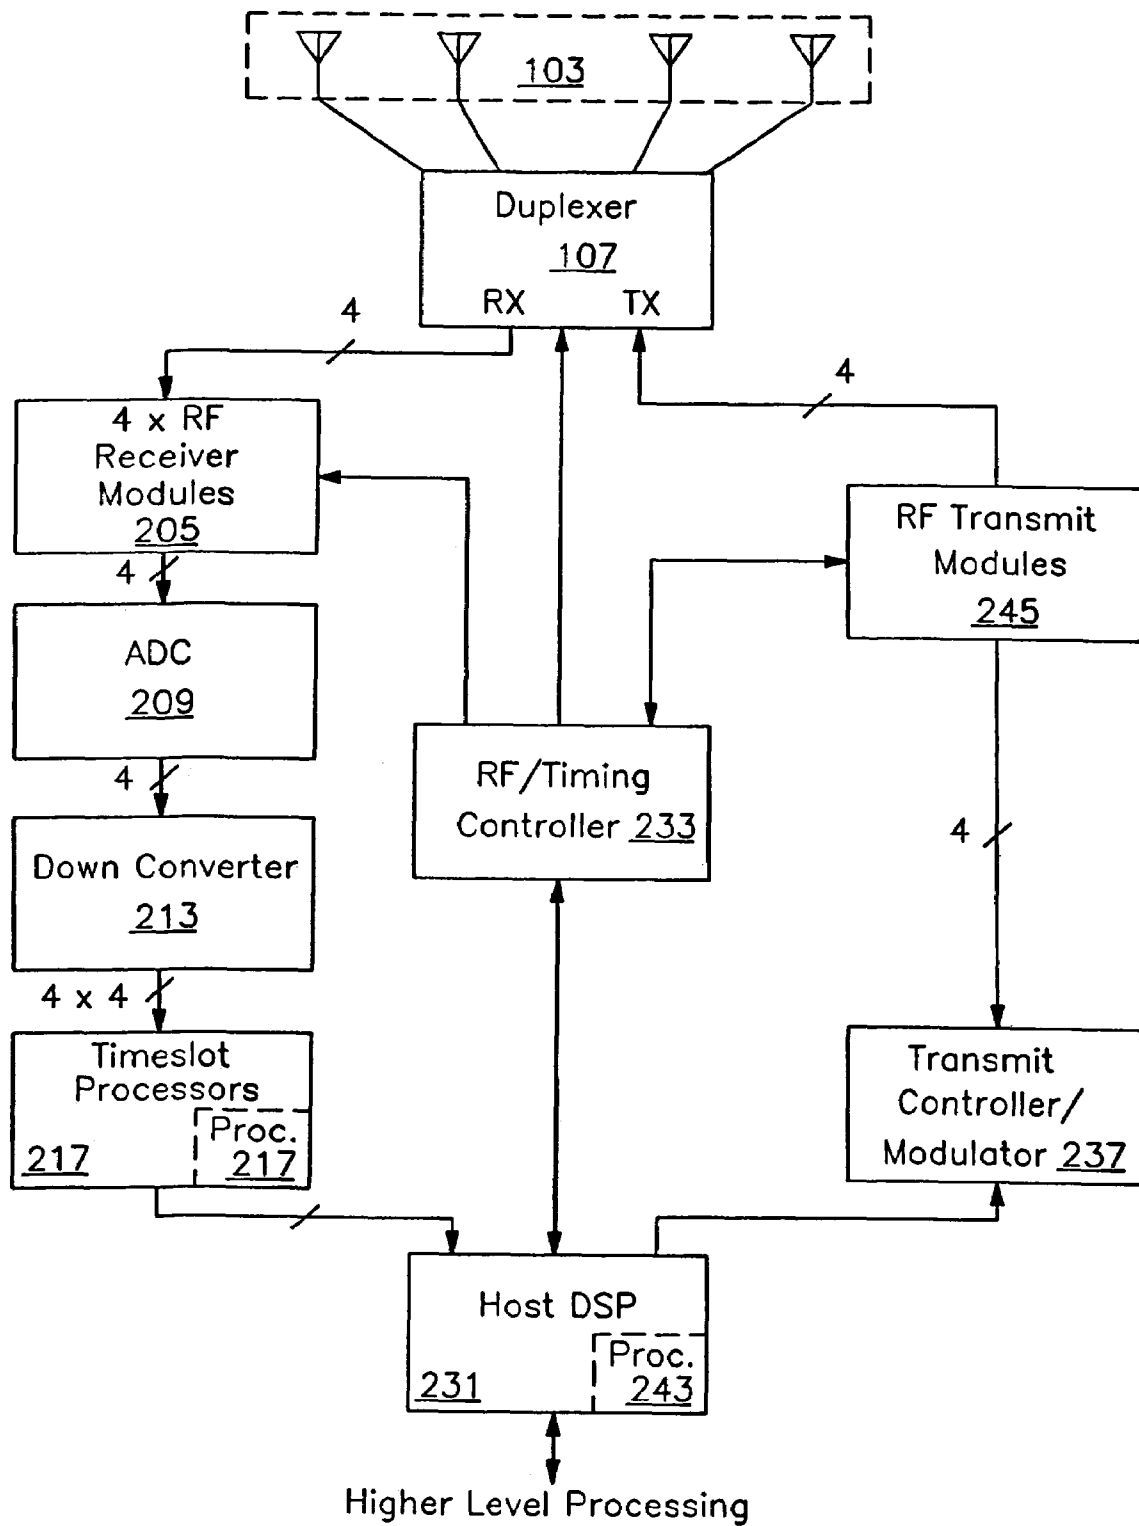 103
Duplexer
107
RX TX
4
4
4 x RF
Receiver
Modules
205
RF Transmit
Modules
245
4
ADC
209
RF/Timing
Controller 233
4
4
Down Converter
213
4 x 4
Timeslot
Processors
Proc.
217
217
Transmit
Controller/
Modulator 237
Host DSP
Proc.
243
231
Higher Level Processing